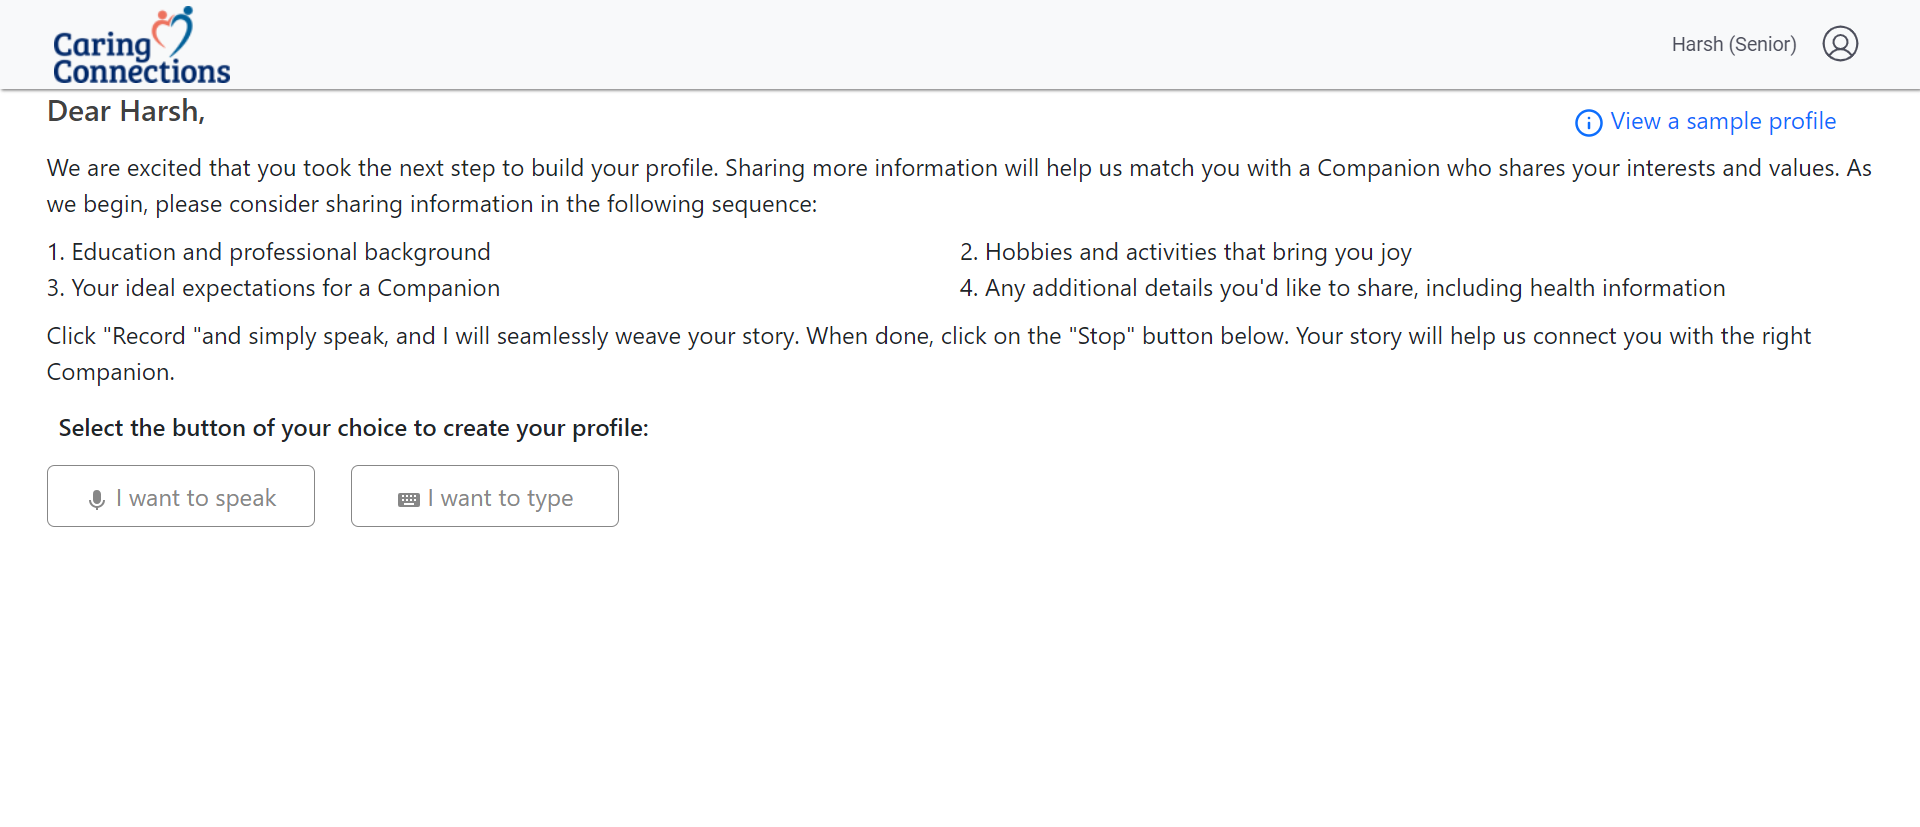 Caring
Connections
Harsh (Senior)
Dear Harsh,
View a sample profile
We are excited that you took the next step to build your profile. Sharing more information will help us match you with a Companion who shares your interests and values. As
we begin, please consider sharing information in the following sequence:
1. Education and professional background
2. Hobbies and activities that bring you joy
3. Your ideal expectations for a Companion
4. Any additional details you'd like to share, including health information
Click "Record "and simply speak, and I will seamlessly weave your story. When done, click on the "Stop" button below. Your story will help us connect you with the right
Companion.
Select the button of your choice to create your profile:
I want to speak
I want to type